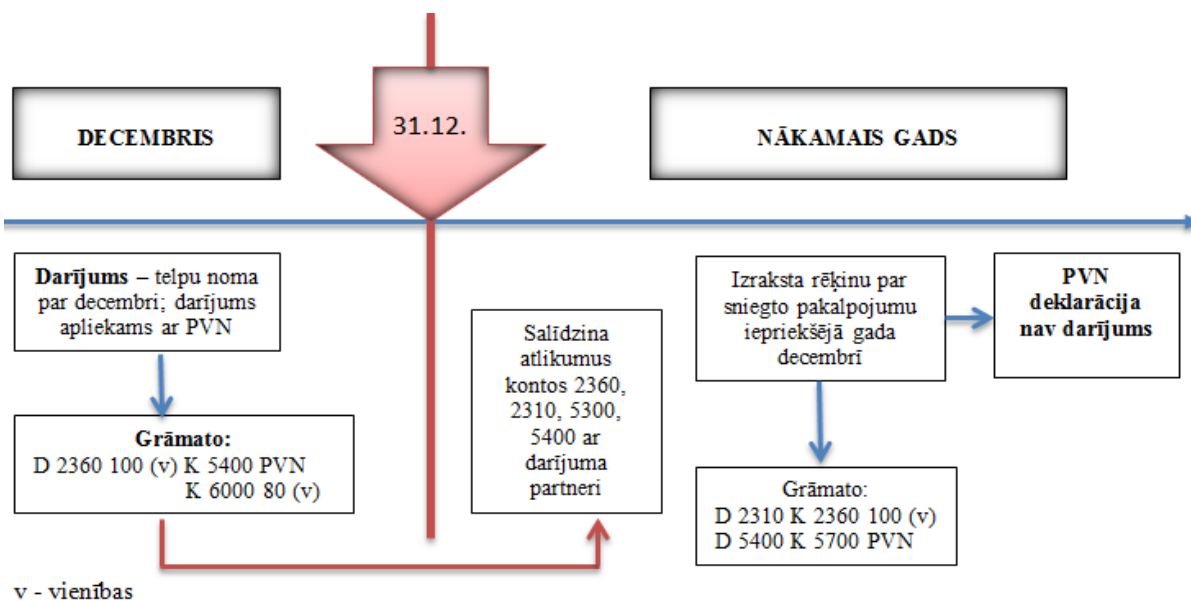 DECEMBRIS
31.12.
NĀKAMAIS GADS
Darījums – telpu noma
par decembri; darījums
apliekams ar PVN
Grāmato:
D 2360 100 (v) K 5400 PVN
K 6000 80 (v)
Salīdzina
atlikumus
kontos 2360,
2310, 5300,
5400 ar
darījuma
partneri
Izraksta rēķinu par
sniegto pakalpojumu
iepriekšējā gada
decembrī
PVN
deklarācija
nav darījums
Grāmato:
D 2310 K 2360 100 (v)
D 5400 K 5700 PVN
v - vienības